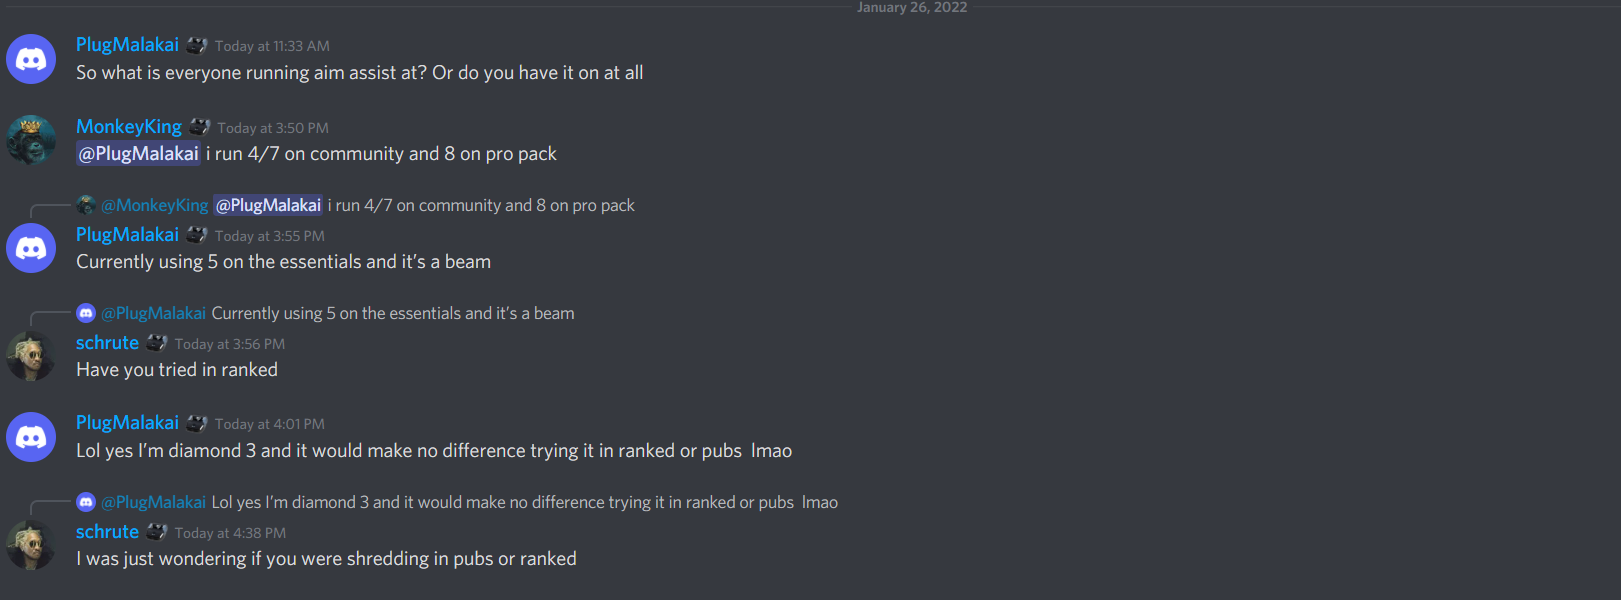 January 26, 2022
PlugMalakai Today at 11:33 AM
So what is everyone running aim assist at? Or do you have it on at all
MonkeyKing Today at 3:50 PM
@PlugMalakai i run 4/7 on community and 8 on pro pack
@MonkeyKing @PlugMalakai i run 4/7 on community and 8 on pro pack
PlugMalakai Today at 3:55 PM
Currently using 5 on the essentials and it’s a beam
@PlugMalakai Currently using 5 on the essentials and it’s a beam
schrute Today at 3:56 PM
Have you tried in ranked
PlugMalakai Today at 4:01 PM
Lol yes I’m diamond 3 and it would make no difference trying it in ranked or pubs  lmao
@PlugMalakai Lol yes I’m diamond 3 and it would make no difference trying it in ranked or pubs  lmao
schrute Today at 4:38 PM
I was just wondering if you were shredding in pubs or ranked